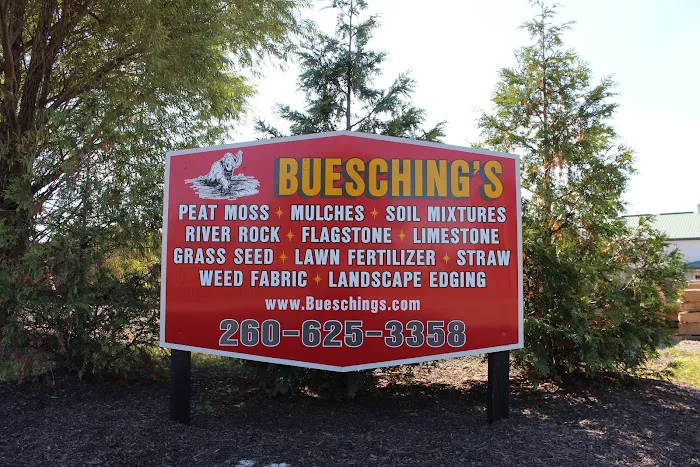 BUESCHING'S
PEAT MOSS ✦ MULCHES ✦ SOIL MIXTURES
RIVER ROCK ✦ FLAGSTONE ✦ LIMESTONE
GRASS SEED ✦ LAWN FERTILIZER ✦ STRAW
WEED FABRIC ✦ LANDSCAPE EDGING
www.Bueschings.com
260-625-3358